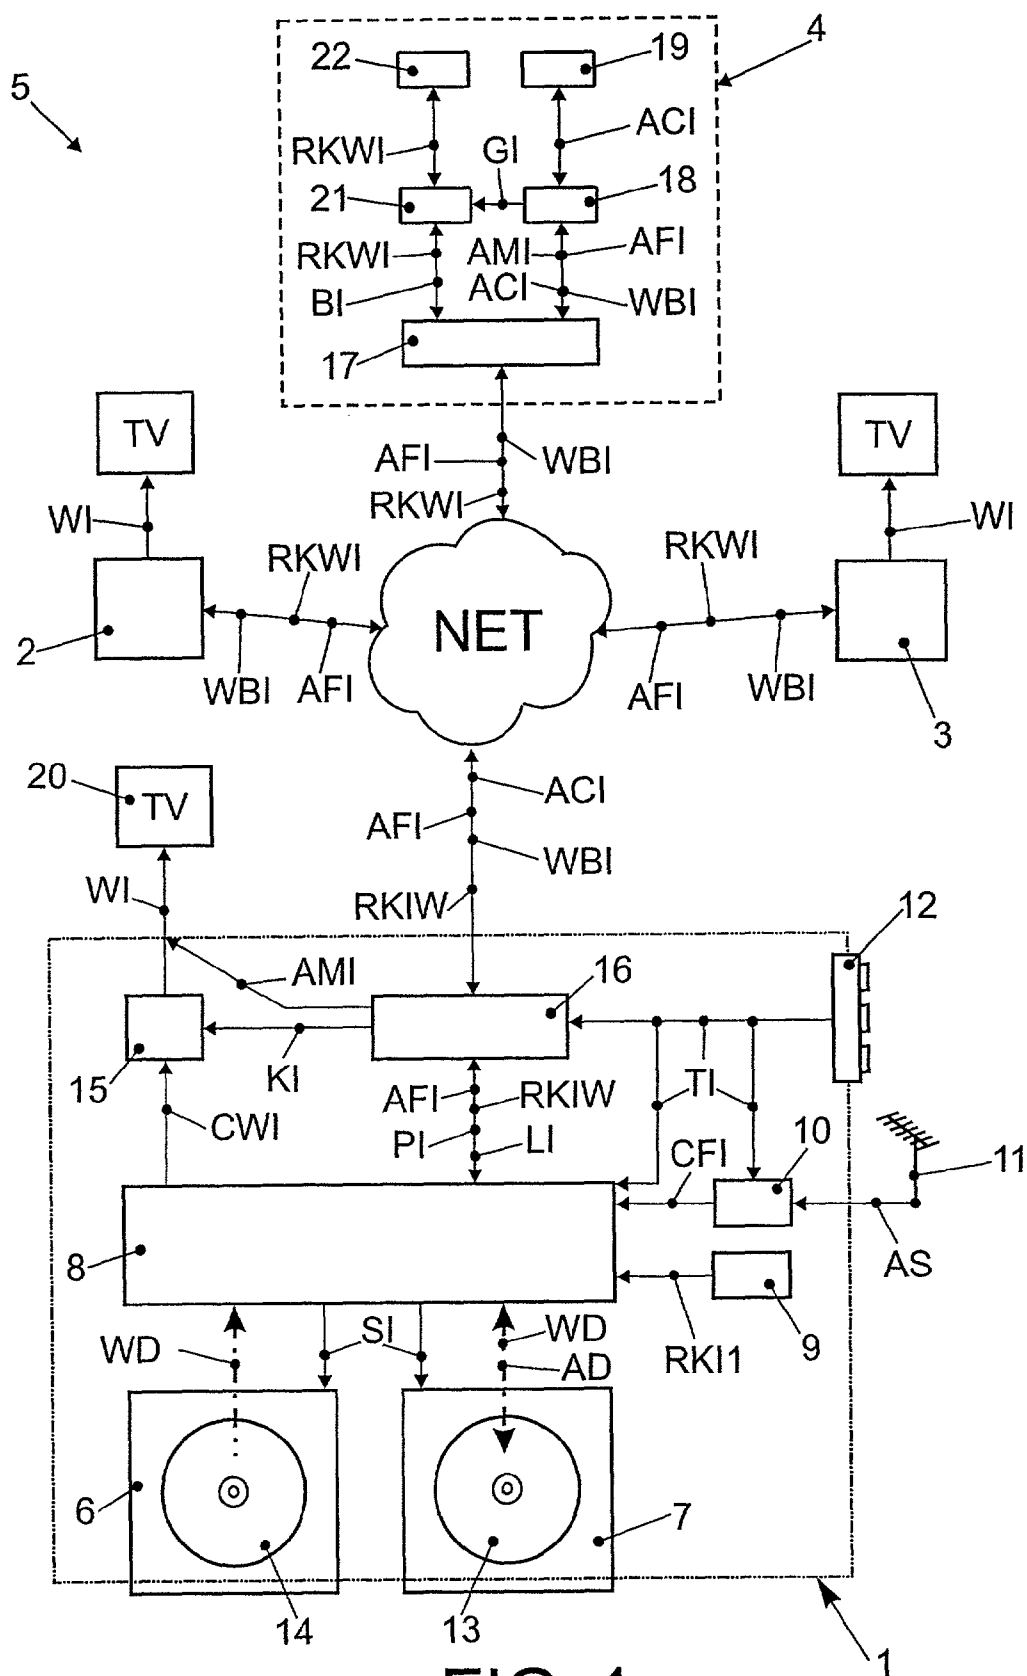 5
4
22
19
RKWI
GI
ACI
21
18
RKWI
AMI
AFI
BI
ACI
WBI
17
TV
TV
AFI
WBI
RKWI
WI
WI
RKWI
RKWI
NET
2
WBI
AFI
AFI
WBI
3
20
TV
ACI
AFI
WBI
WI
RKIW
12
AMI
16
15
KI
TI
AFI
RKIW
CWI
PI
LI
CFI
10
11
8
AS
WD
SI
WD
AD
RKI1
9
6
7
14
13
1